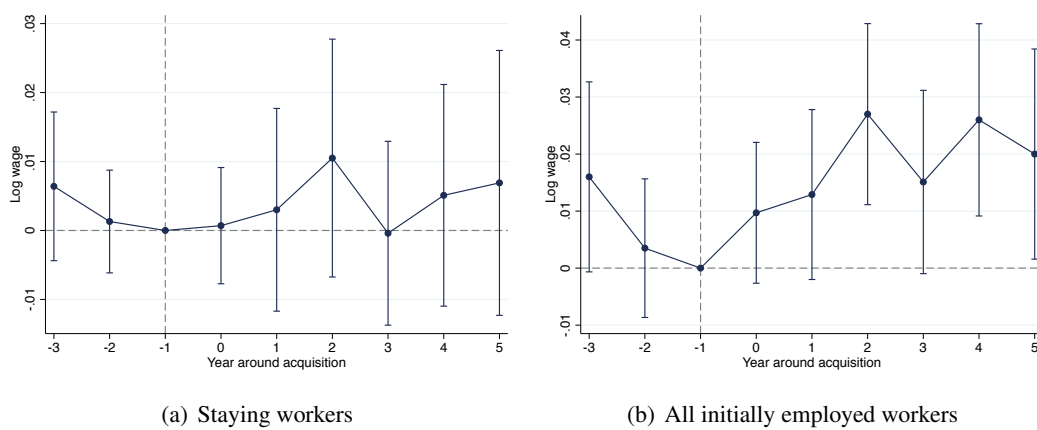 .03
.02
.01
0
-.01
Log wage
-3 -2 -1 0 1 2 3 4 5
Year around acquisition
(a) Staying workers
.04
.03
.02
.01
0
-.01
Log wage
-3 -2 -1 0 1 2 3 4 5
Year around acquisition
(b) All initially employed workers